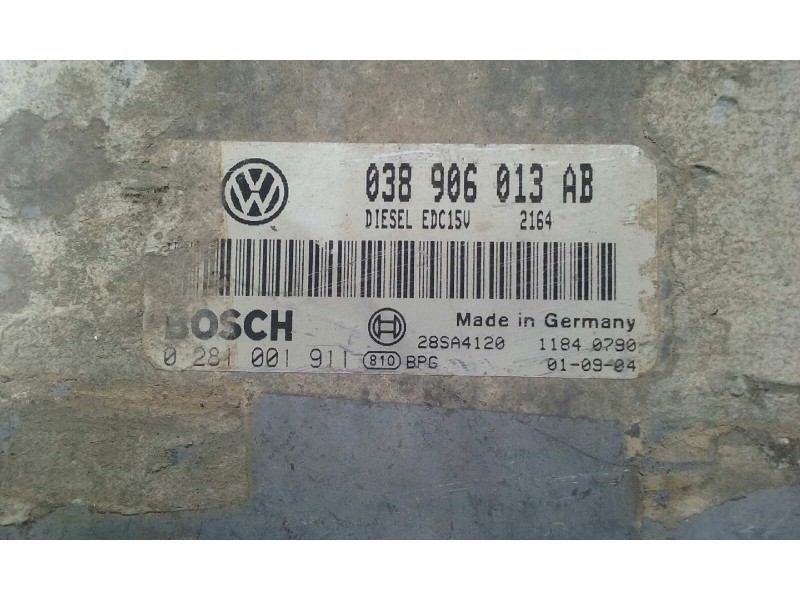 038 906 013 AB
DIESEL EDC15V 2164
BOSCH
Made in Germany
28SA4120 1184 0790
0 281 001 911 810 BPG 01-09-04